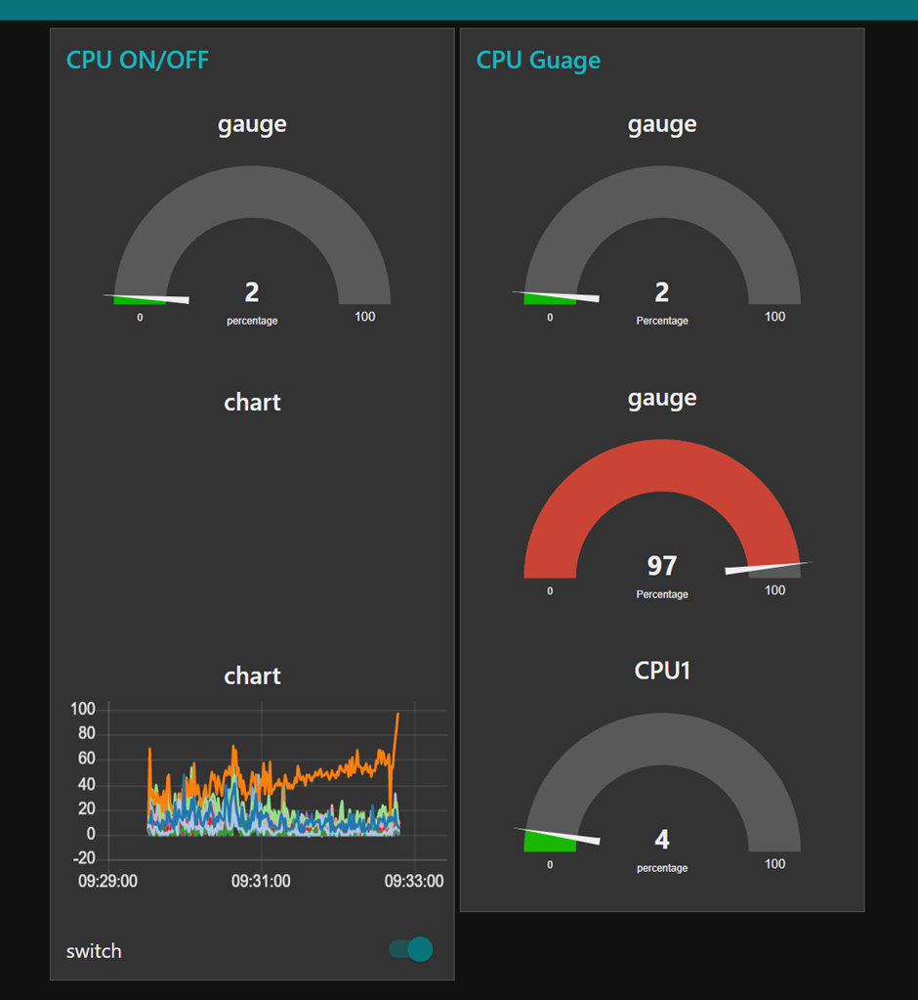 CPU ON/OFF
gauge
2
0
percentage
100
chart
chart
100
80
60
40
20
0
-20
09:29:00 09:31:00 09:33:00
switch
CPU Guage
gauge
2
0
Percentage
100
gauge
97
0
Percentage
100
CPU1
4
0
percentage
100